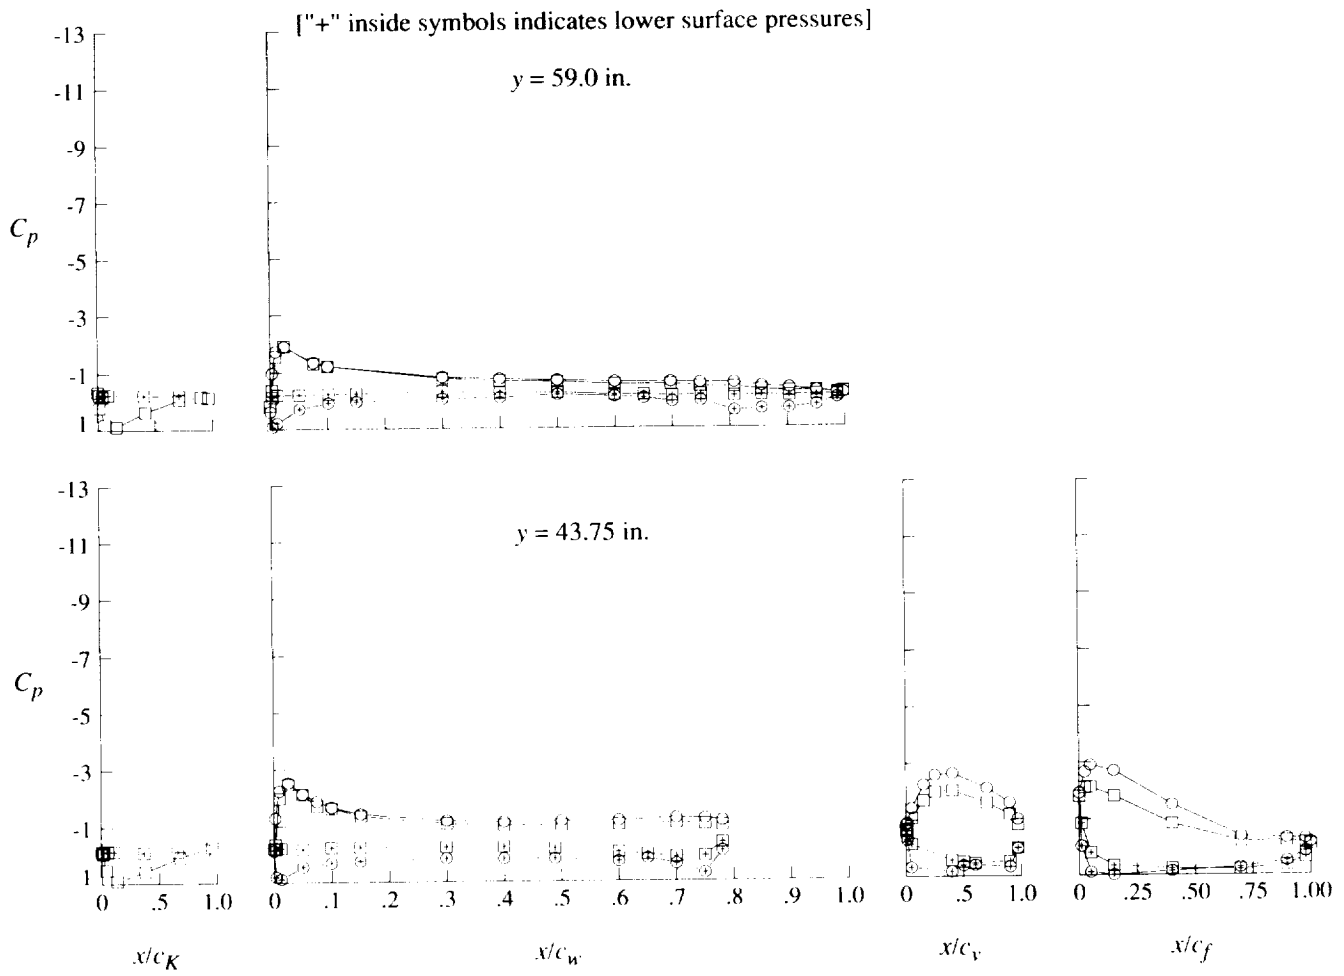 ["+" inside symbols indicates lower surface pressures]
y = 59.0 in.
-13
-11
-9
-7
-5
-3
-1
1
C_p
y = 43.75 in.
-13
-11
-9
-7
-5
-3
-1
1
C_p
0 .5 1.0
0 .1 .2 .3 .4 .5 .6 .7 .8 .9 1.0
0 .5 1.0
0 .25 .50 .75 1.00
x/c_K
x/c_w
x/c_v
x/c_f